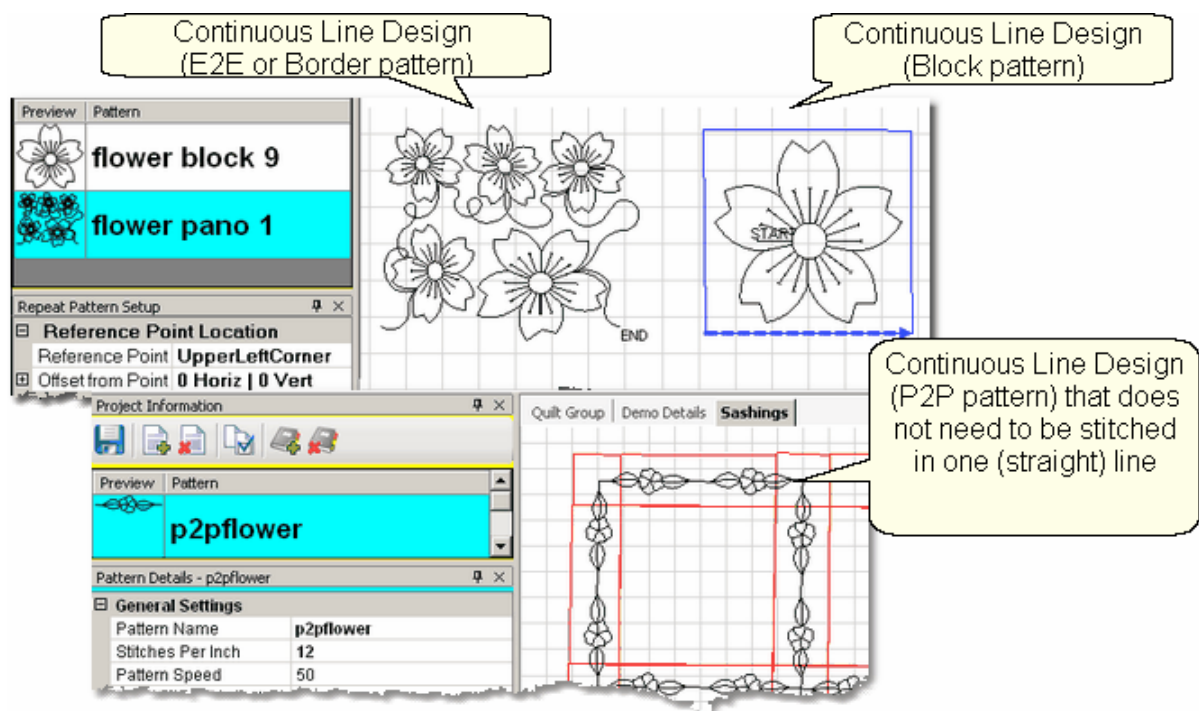 Continuous Line Design
(E2E or Border pattern)
Continuous Line Design
(Block pattern)
Preview Pattern
flower block 9
flower pano 1
START
END
Repeat Pattern Setup
Reference Point Location
Reference Point UpperLeftCorner
Offset from Point 0 Horiz | 0 Vert
Continuous Line Design
(P2P pattern) that does
not need to be stitched
in one (straight) line
Project Information
Quilt Group Demo Details Sashings
Preview Pattern
p2pflower
Pattern Details - p2pflower
General Settings
Pattern Name p2pflower
Stitches Per Inch 12
Pattern Speed 50